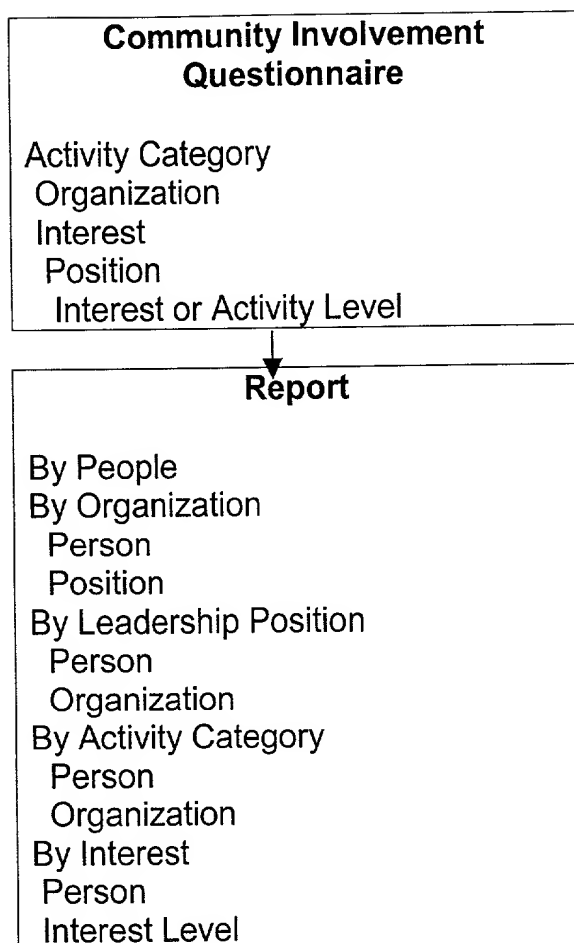 Community Involvement
Questionnaire
Activity Category
Organization
Interest
Position
Interest or Activity Level
Report
By People
By Organization
Person
Position
By Leadership Position
Person
Organization
By Activity Category
Person
Organization
By Interest
Person
Interest Level